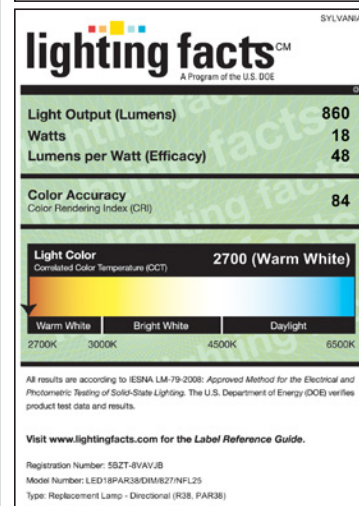 SYLVANIA
lighting facts CM
A Program of the U.S. DOE
Light Output (Lumens) 860
Watts 18
Lumens per Watt (Efficacy) 48
Color Accuracy 84
Color Rendering Index (CRI)
Light Color 2700 (Warm White)
Correlated Color Temperature (CCT)
Warm White Bright White Daylight
2700K 3000K 4500K 6500K
All results are according to IESNA LM-79-2008: Approved Method for the Electrical and
Photometric Testing of Solid-State Lighting. The U.S. Department of Energy (DOE) verifies
product test data and results.
Visit www.lightingfacts.com for the Label Reference Guide.
Registration Number: 5BZT-8VAVJB
Model Number: LED18PAR38/DIM/827/NFL25
Type: Replacement Lamp - Directional (R38, PAR38)